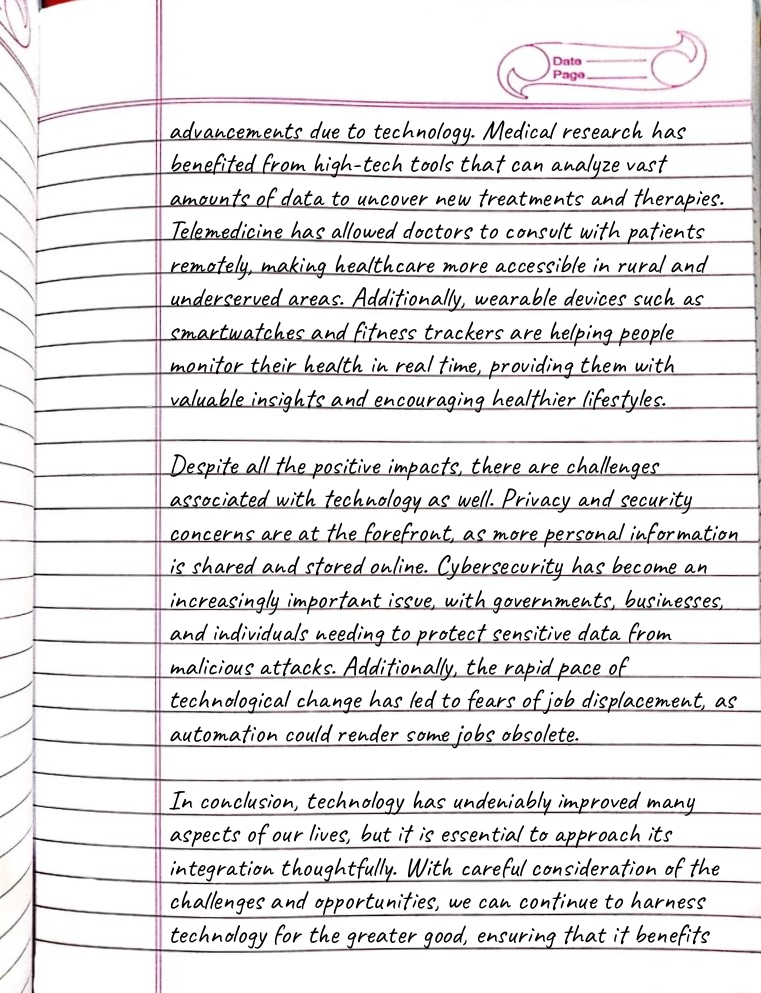 Date
Page
advancements due to technology. Medical research has
benefited from high-tech tools that can analyze vast
amounts of data to uncover new treatments and therapies.
Telemedicine has allowed doctors to consult with patients
remotely, making healthcare more accessible in rural and
underserved areas. Additionally, wearable devices such as
smartwatches and fitness trackers are helping people
monitor their health in real time, providing them with
valuable insights and encouraging healthier lifestyles.
Despite all the positive impacts, there are challenges
associated with technology as well. Privacy and security
concerns are at the forefront, as more personal information
is shared and stored online. Cybersecurity has become an
increasingly important issue, with governments, businesses,
and individuals needing to protect sensitive data from
malicious attacks. Additionally, the rapid pace of
technological change has led to fears of job displacement, as
automation could render some jobs obsolete.
In conclusion, technology has undeniably improved many
aspects of our lives, but it is essential to approach its
integration thoughtfully. With careful consideration of the
challenges and opportunities, we can continue to harness
technology for the greater good, ensuring that it benefits